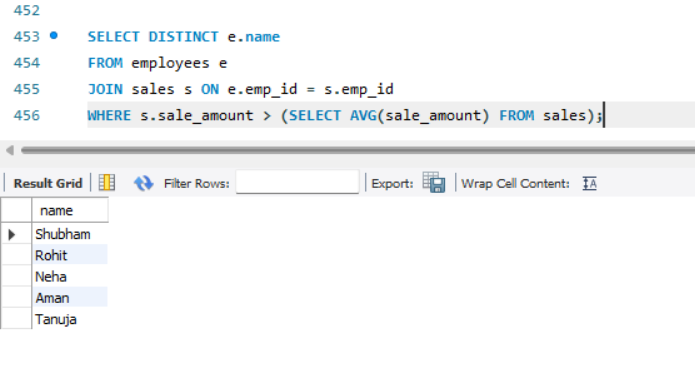 452
453 SELECT DISTINCT e.name
454 FROM employees e
455 JOIN sales s ON e.emp_id = s.emp_id
456 WHERE s.sale_amount > (SELECT AVG(sale_amount) FROM sales);
Result Grid Filter Rows: Export: Wrap Cell Content: IA
name
Shubham
Rohit
Neha
Aman
Tanuja